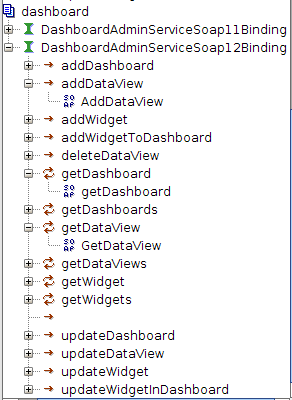 dashboard
DashboardAdminServiceSoap11Binding
DashboardAdminServiceSoap12Binding
addDashboard
addDataView
AddDataView
addWidget
addWidgetToDashboard
deleteDataView
getDashboard
getDashboard
getDashboards
getDataView
GetDataView
getDataViews
getWidget
getWidgets
updateDashboard
updateDataView
updateWidget
updateWidgetInDashboard